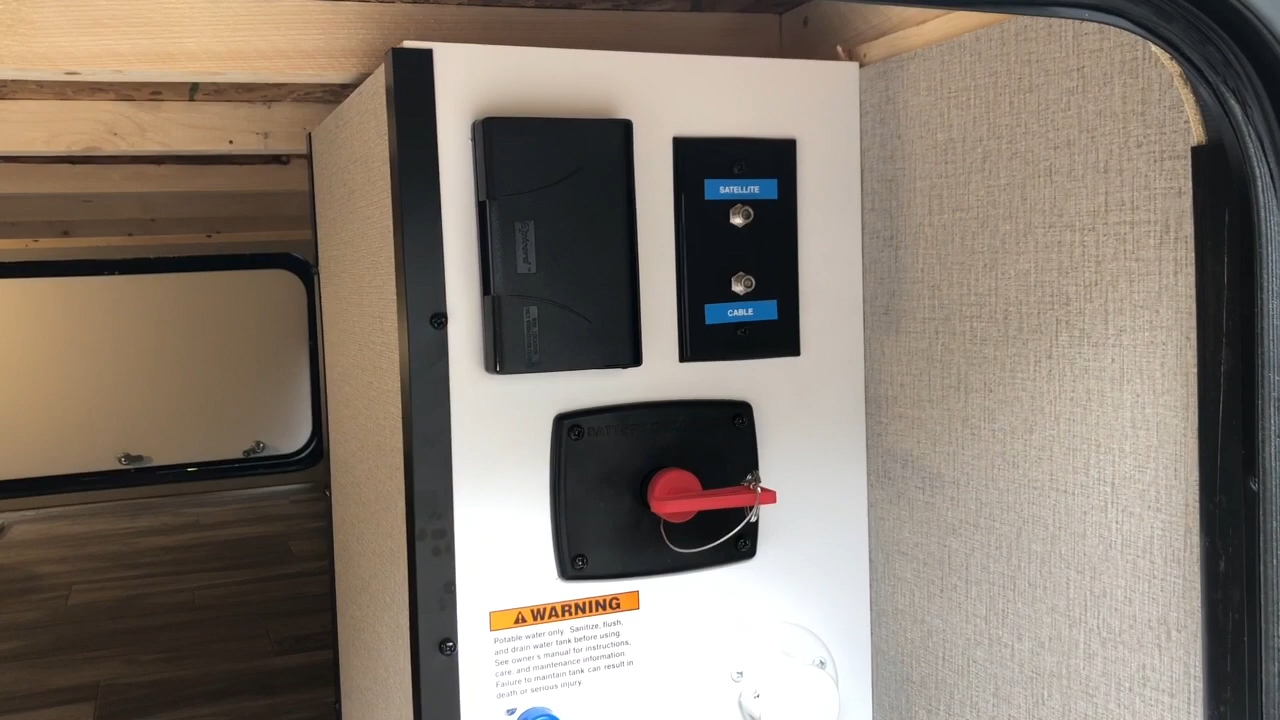 SATELLITE
CABLE
BATTERY
WARNING
Potable water only. Sanitize, flush,
and drain water tank before using.
See owner's manual for instructions,
care, and maintenance information.
Failure to maintain tank can result in
death or serious injury.